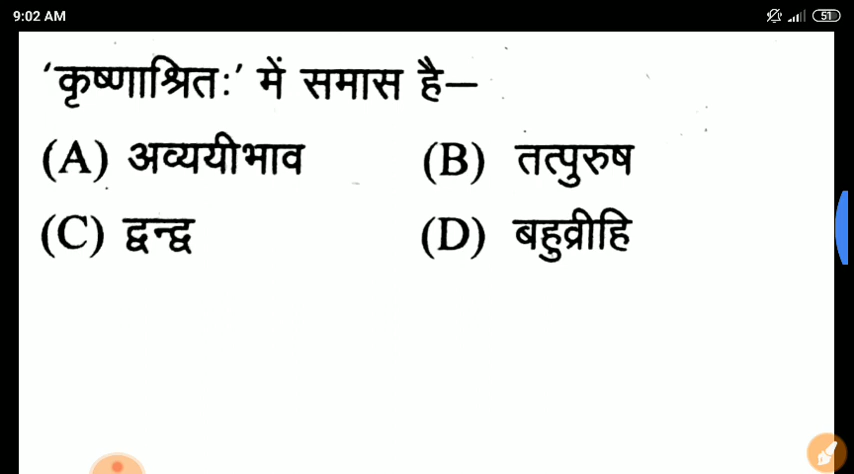 9:02 AM 51
‘कृष्णाश्रितः’ में समास है—
(A) अव्ययीभाव (B) तत्पुरुष
(C) द्वन्द्व (D) बहुव्रीहि